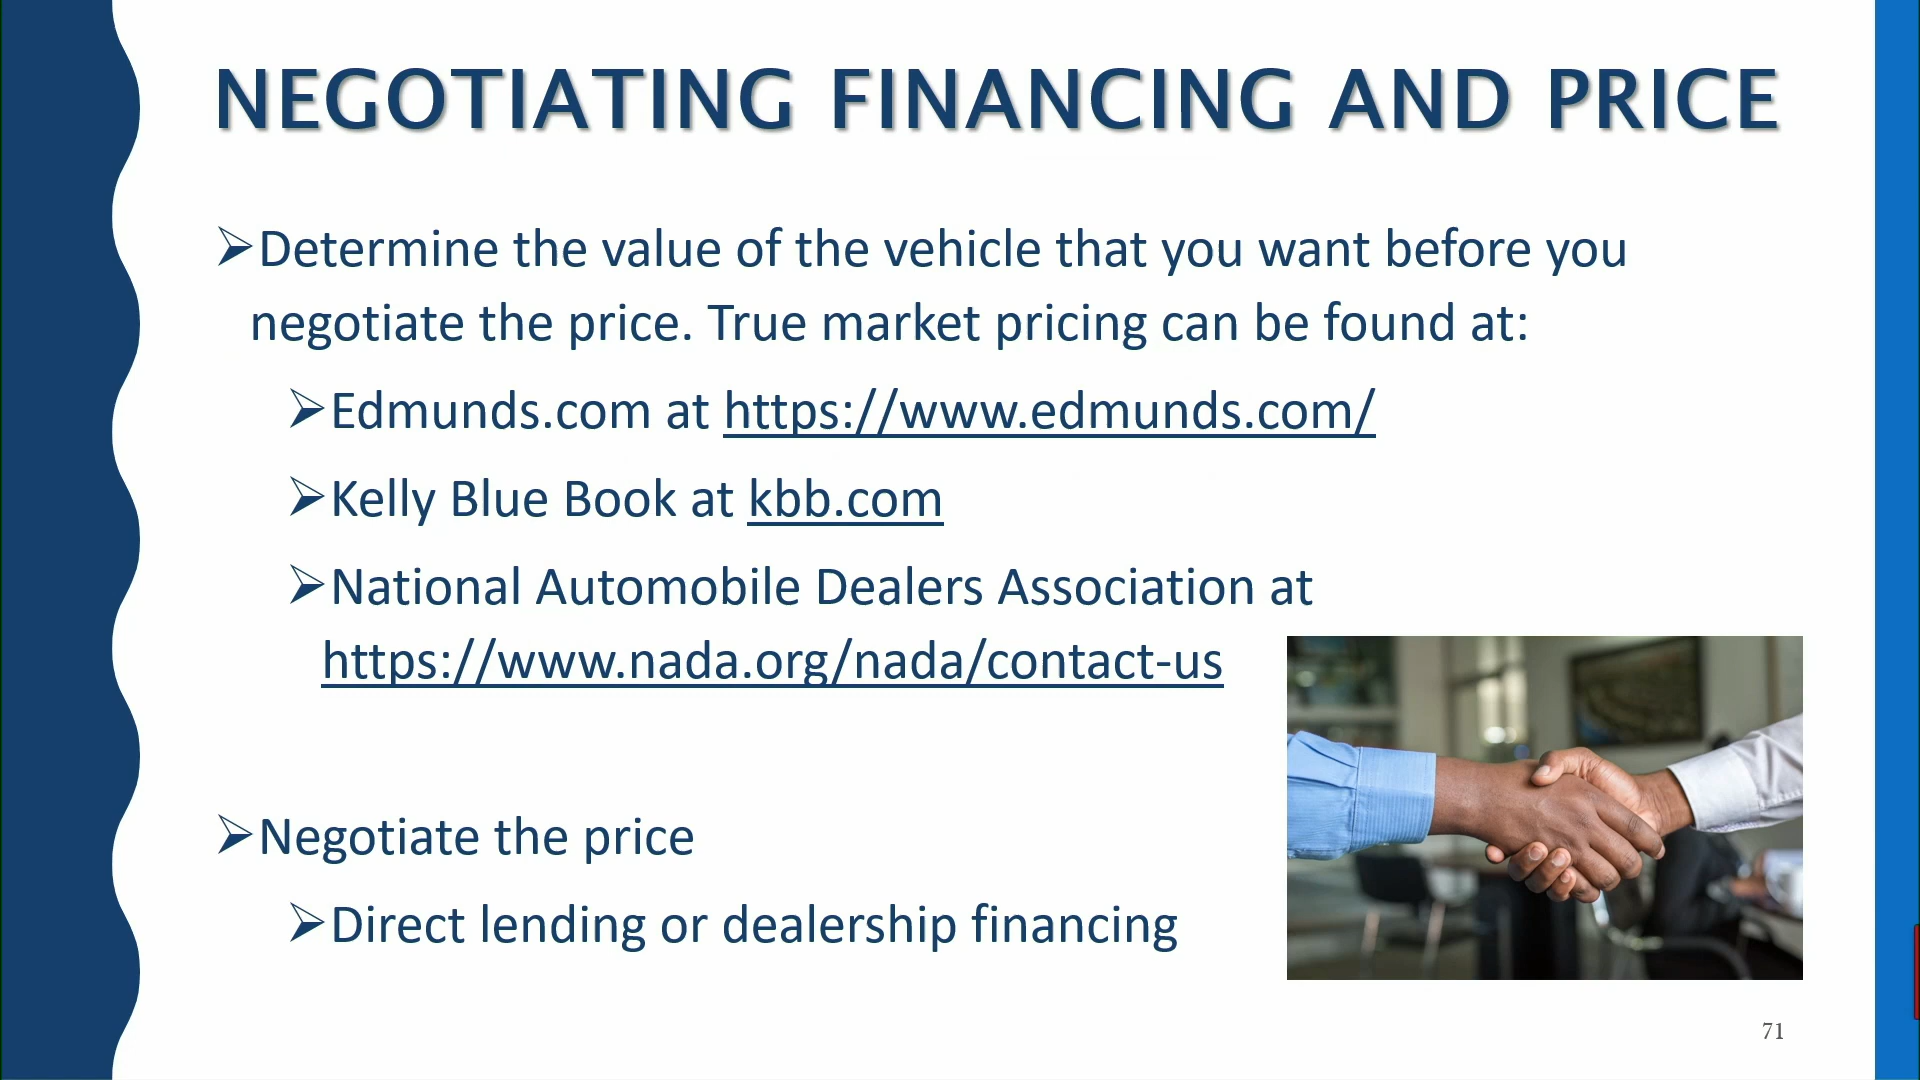 NEGOTIATING FINANCING AND PRICE
➢Determine the value of the vehicle that you want before you
negotiate the price. True market pricing can be found at:
➢Edmunds.com at https://www.edmunds.com/
➢Kelly Blue Book at kbb.com
➢National Automobile Dealers Association at
https://www.nada.org/nada/contact-us
➢Negotiate the price
➢Direct lending or dealership financing
71